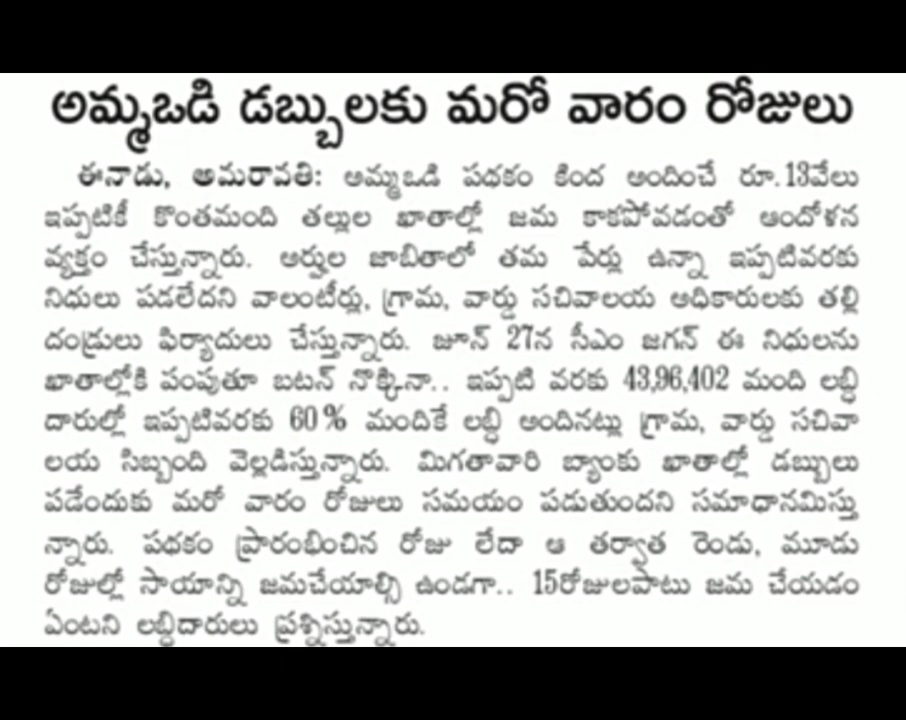 అమ్మఒడి డబ్బులకు మరో వారం రోజులు
ఈనాడు, అమరావతి: అమ్మఒడి పథకం కింద అందించే రూ.13వేలు
ఇప్పటికీ కొంతమంది తల్లుల ఖాతాల్లో జమ కాకపోవడంతో ఆందోళన
వ్యక్తం చేస్తున్నారు. అర్హుల జాబితాలో తమ పేర్లు ఉన్నా ఇప్పటివరకు
నిధులు పడలేదని వాలంటీర్లు, గ్రామ, వార్డు సచివాలయ అధికారులకు తల్లి
దండ్రులు ఫిర్యాదులు చేస్తున్నారు. జూన్ 27న సీఎం జగన్ ఈ నిధులను
ఖాతాల్లోకి పంపుతూ బటన్ నొక్కినా.. ఇప్పటి వరకు 43,96,402 మంది లబ్ధి
దారుల్లో ఇప్పటివరకు 60% మందికే లబ్ధి అందినట్లు గ్రామ, వార్డు సచివా
లయ సిబ్బంది వెల్లడిస్తున్నారు. మిగతావారి బ్యాంకు ఖాతాల్లో డబ్బులు
పడేందుకు మరో వారం రోజులు సమయం పడుతుందని సమాధానమిస్తు
న్నారు. పథకం ప్రారంభించిన రోజు లేదా ఆ తర్వాత రెండు, మూడు
రోజుల్లో సాయాన్ని జమచేయాల్సి ఉండగా.. 15రోజులపాటు జమ చేయడం
ఏంటని లబ్ధిదారులు ప్రశ్నిస్తున్నారు.